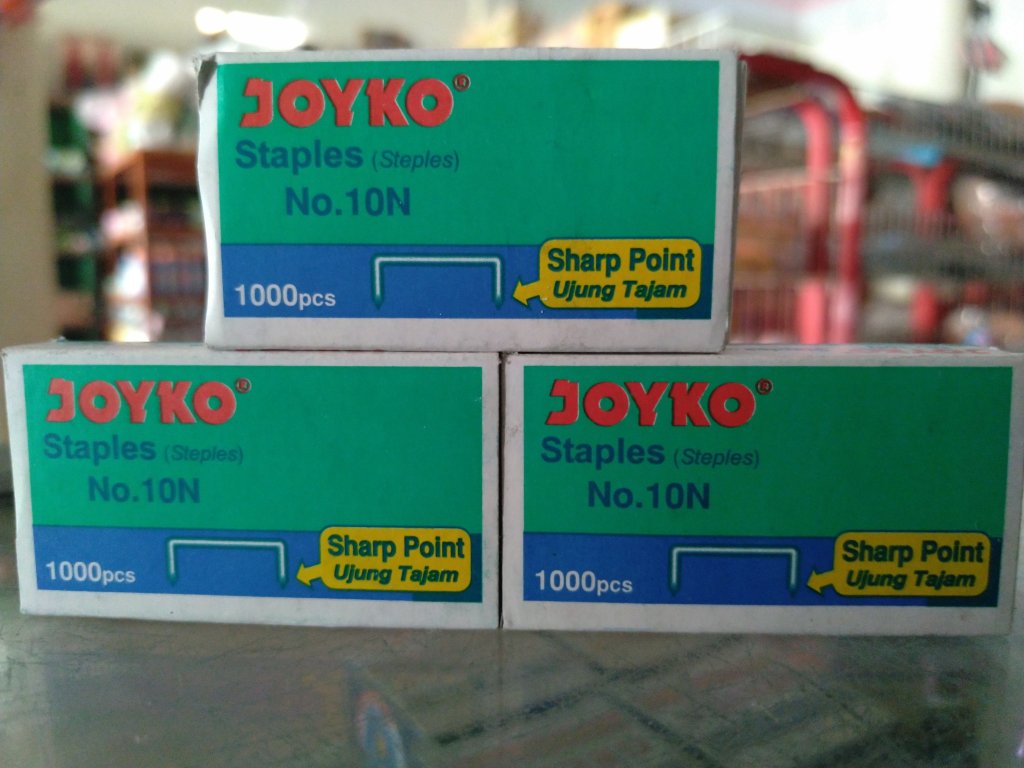 JOYKO®
Staples (Steples)
No.10N
1000pcs
Sharp Point
Ujung Tajam
JOYKO®
Staples (Steples)
No.10N
1000pcs
Sharp Point
Ujung Tajam
JOYKO®
Staples (Steples)
No.10N
1000pcs
Sharp Point
Ujung Tajam